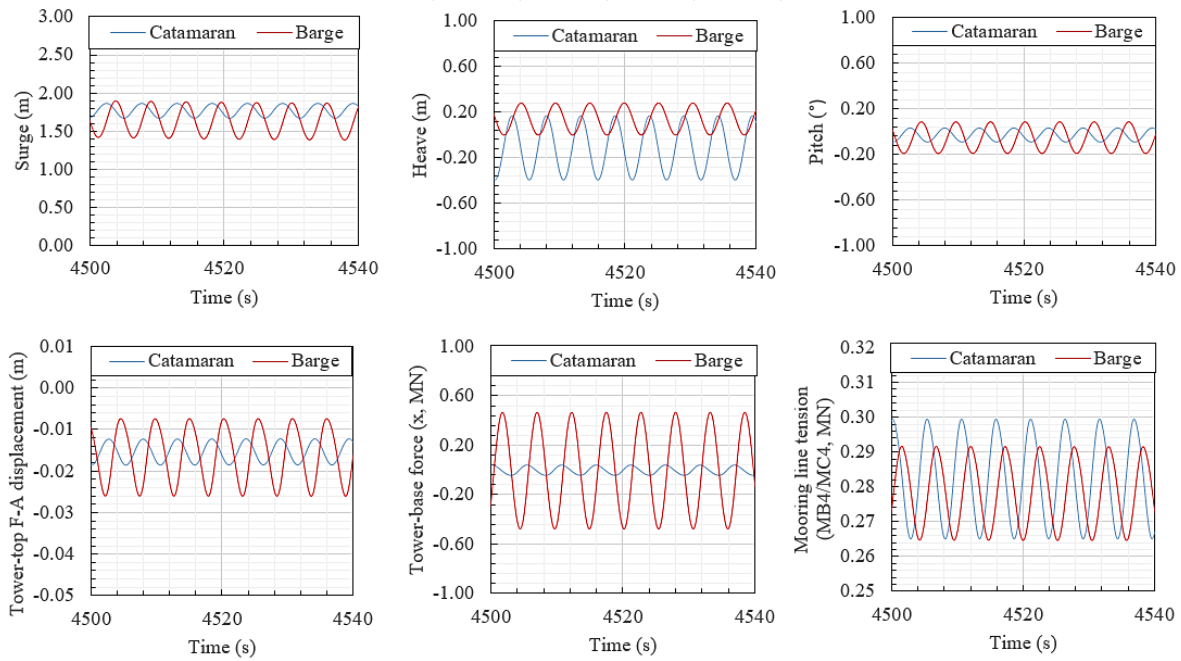 Catamaran Barge
3.00
2.50
2.00
1.50
1.00
0.50
0.00
Surge (m)
4500 4520 4540
Time (s)
Catamaran Barge
1.00
0.60
0.20
-0.20
-0.60
-1.00
Heave (m)
4500 4520 4540
Time (s)
Catamaran Barge
1.00
0.60
0.20
-0.20
-0.60
-1.00
Pitch (°)
4500 4520 4540
Time (s)
Catamaran Barge
0.01
0.00
-0.01
-0.02
-0.03
-0.04
-0.05
Tower-top F-A displacement (m)
4500 4520 4540
Time (s)
Catamaran Barge
1.00
0.60
0.20
-0.20
-0.60
-1.00
Tower-base force (x, MN)
4500 4520 4540
Time (s)
Catamaran Barge
0.32
0.31
0.30
0.29
0.28
0.27
0.26
0.25
Mooring line tension
(MB4/MC4, MN)
4500 4520 4540
Time (s)